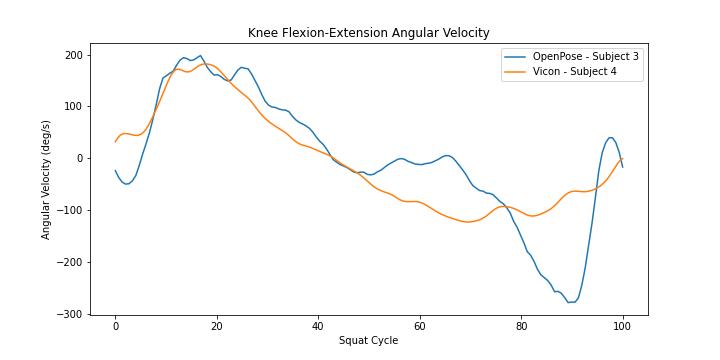 Knee Flexion-Extension Angular Velocity
OpenPose - Subject 3
Vicon - Subject 4
Angular Velocity (deg/s)
200
100
0
−100
−200
−300
0 20 40 60 80 100
Squat Cycle